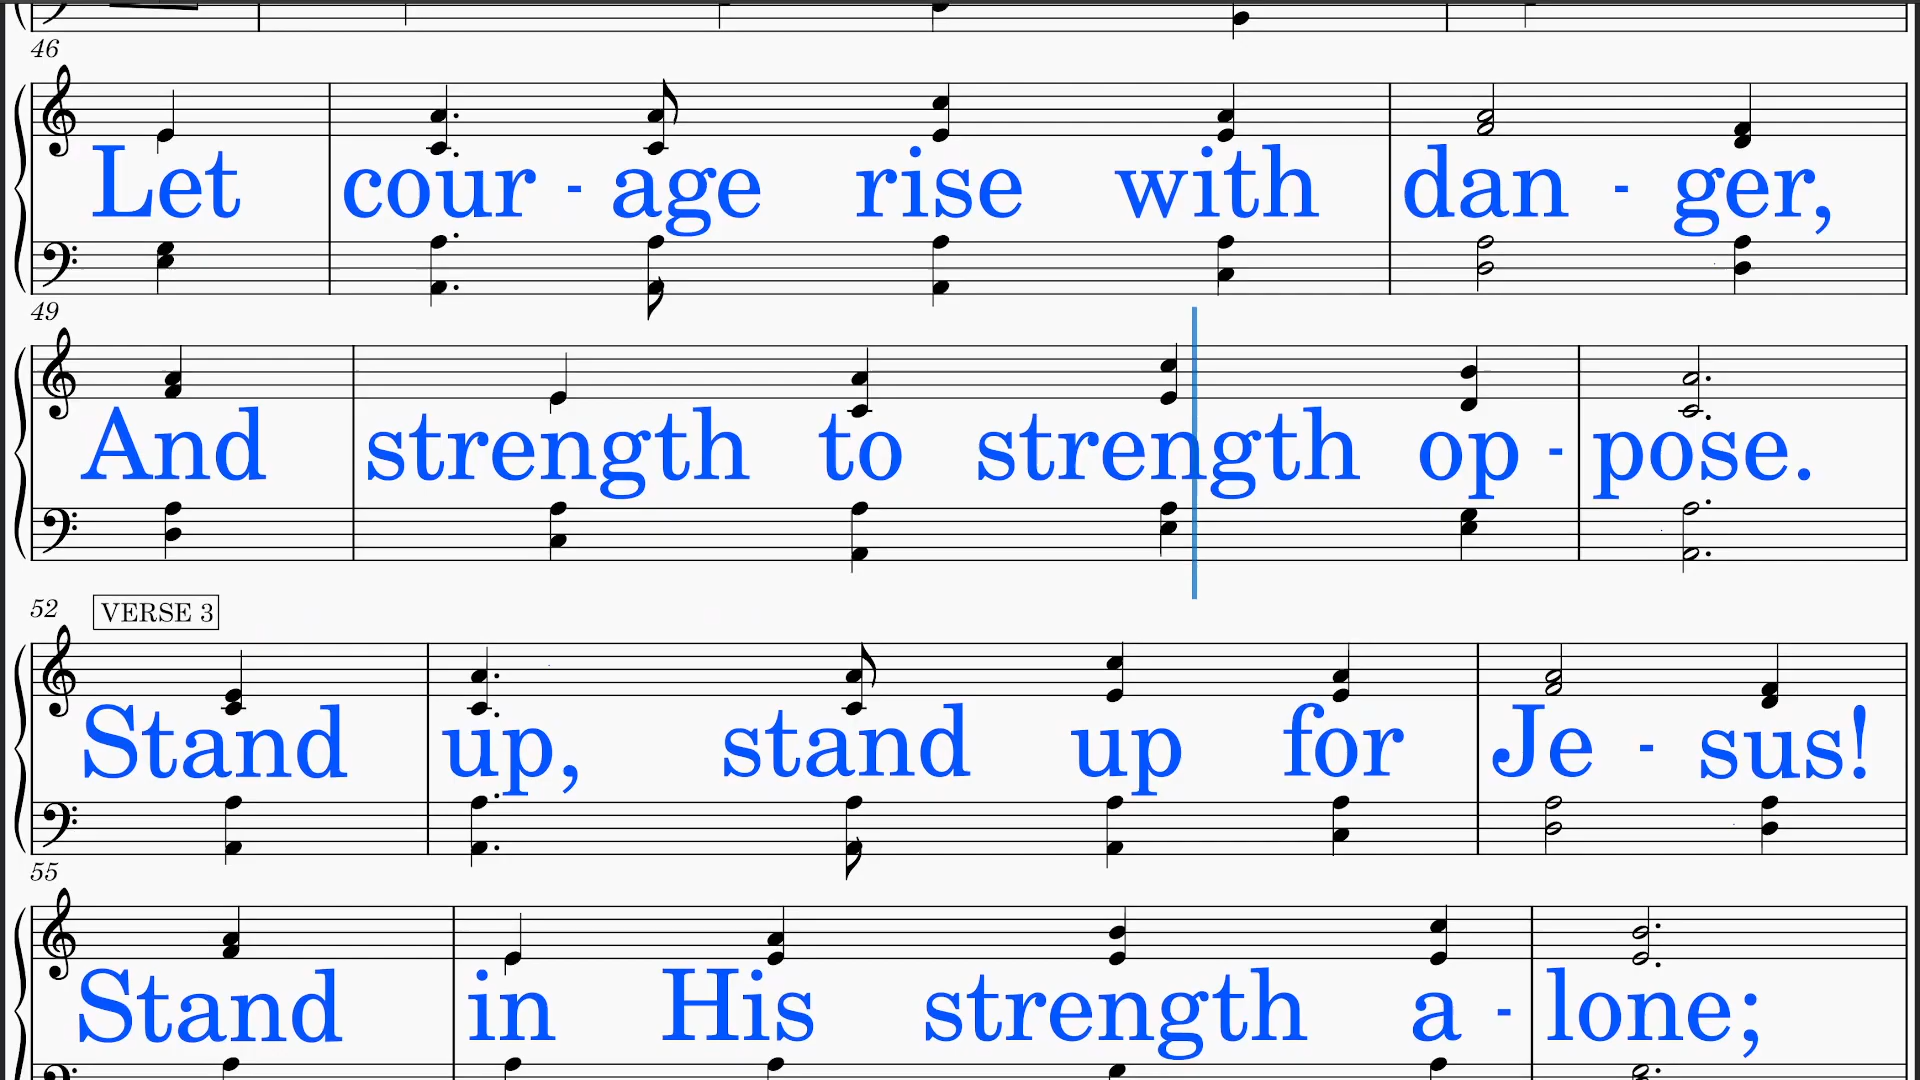 46
Let cour - age rise with dan - ger,
49
And strength to strength op - pose.
52 VERSE 3
Stand up, stand up for Je - sus!
55
Stand in His strength a - lone;